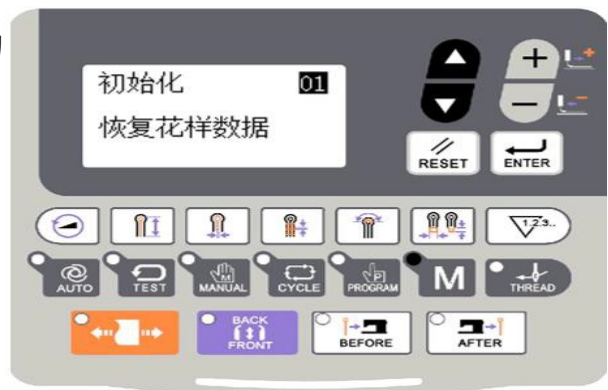 初始化 01
恢复花样数据
+
−
RESET
ENTER
1.2.3..
AUTO
TEST
MANUAL
CYCLE
P
PROGRAM
M
THREAD
BACK
FRONT
BEFORE
AFTER